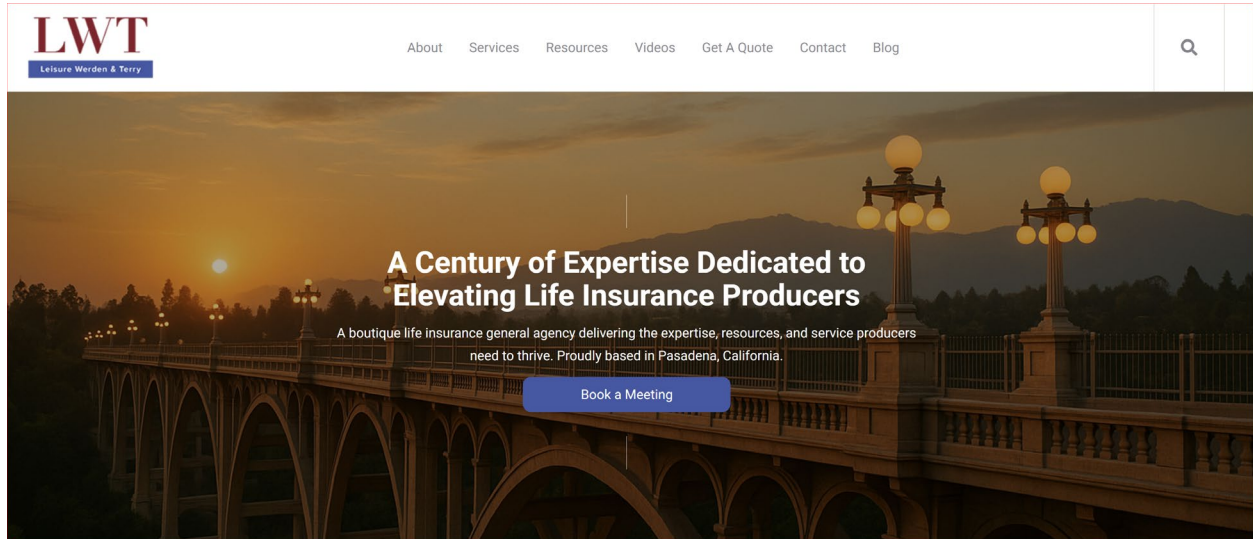 LWT
Leisure Werden & Terry
About
Services
Resources
Videos
Get A Quote
Contact
Blog
A Century of Expertise Dedicated to
Elevating Life Insurance Producers
A boutique life insurance general agency delivering the expertise, resources, and service producers
need to thrive. Proudly based in Pasadena, California.
Book a Meeting